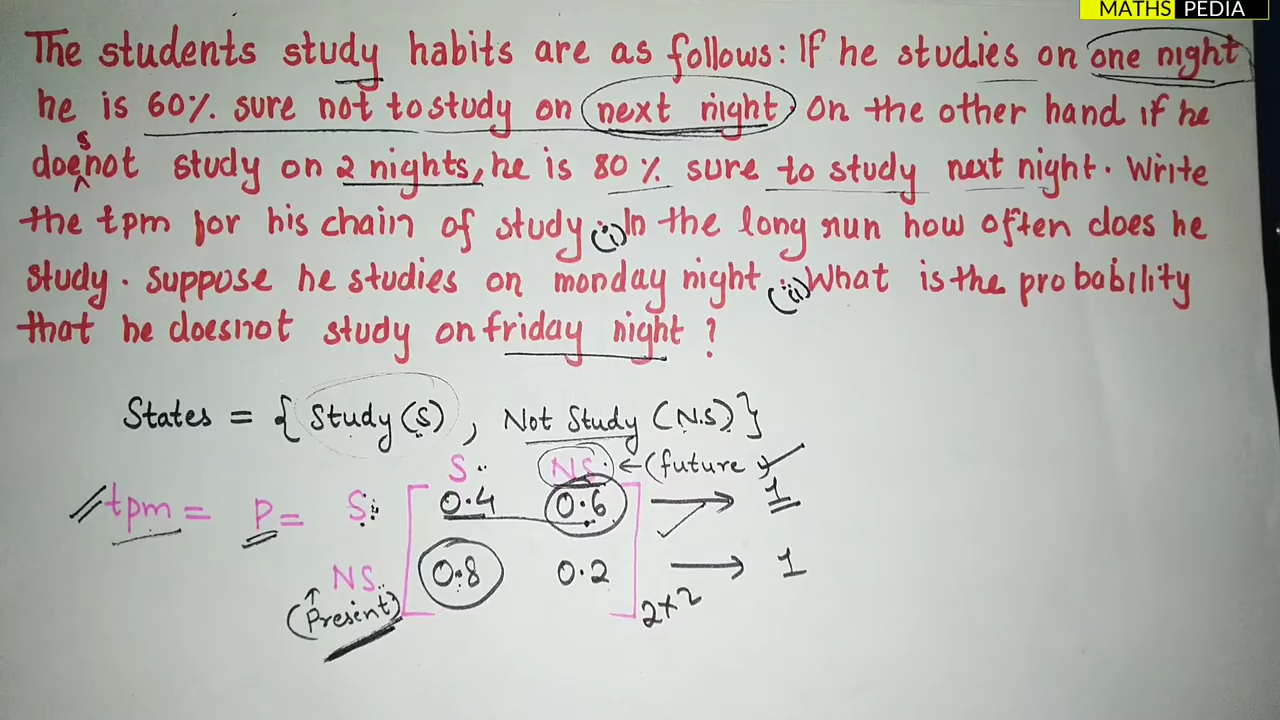 MATHS PEDIA
The students study habits are as follows: If he studies on one night
he is 60% sure not to study on next night. On the other hand if he
does not study on 2 nights, he is 80% sure to study next night. Write
the tpm for his chain of study (i) In the long run how often does he
study. Suppose he studies on monday night (ii) What is the probability
that he doesnot study on friday night ?
States = { Study (S) , Not Study (N.S) }
S NS ← (future)
tpm = P = S 0.4 0.6 → 1
NS 0.8 0.2 → 1
(Present) 2×2